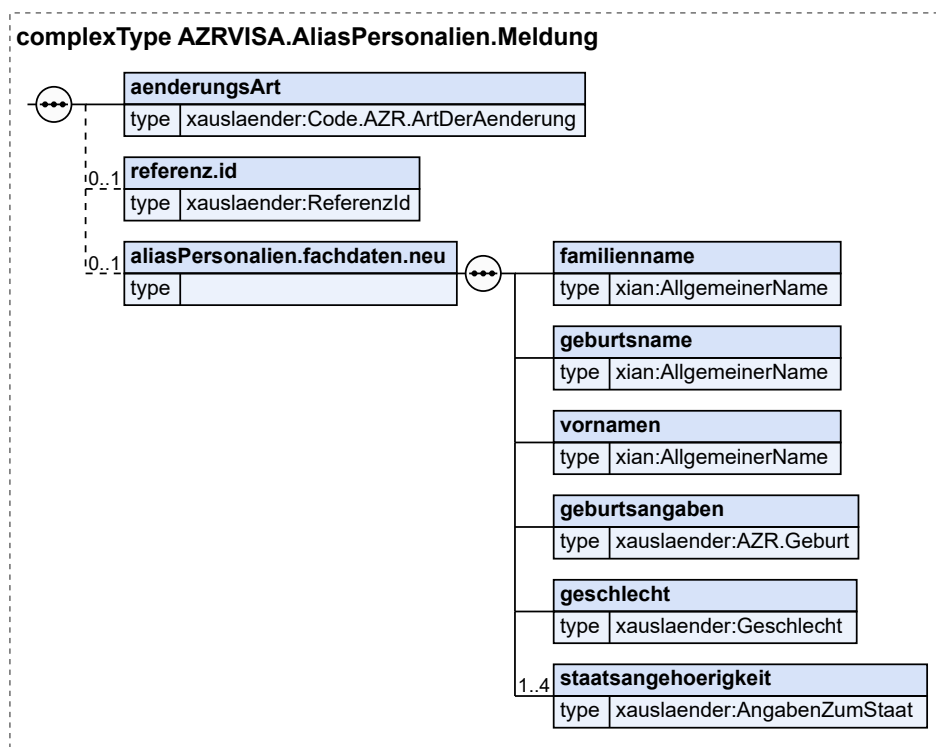 complexType AZRVISA.AliasPersonalien.Meldung
aenderungsArt
type xauslaender:Code.AZR.ArtDerAenderung
0..1 referenz.id
type xauslaender:ReferenzId
0..1 aliasPersonalien.fachdaten.neu
type
familienname
type xian:AllgemeinerName
geburtsname
type xian:AllgemeinerName
vornamen
type xian:AllgemeinerName
geburtsangaben
type xauslaender:AZR.Geburt
geschlecht
type xauslaender:Geschlecht
1..4 staatsangehoerigkeit
type xauslaender:AngabenZumStaat